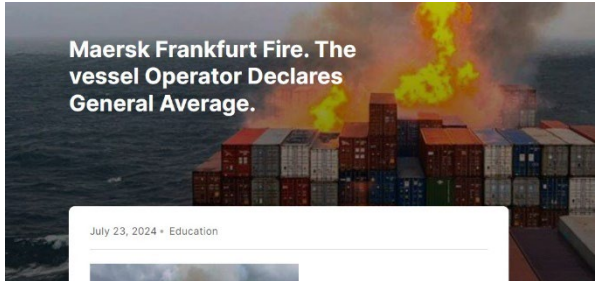 Maersk Frankfurt Fire. The
vessel Operator Declares
General Average.
July 23, 2024 • Education